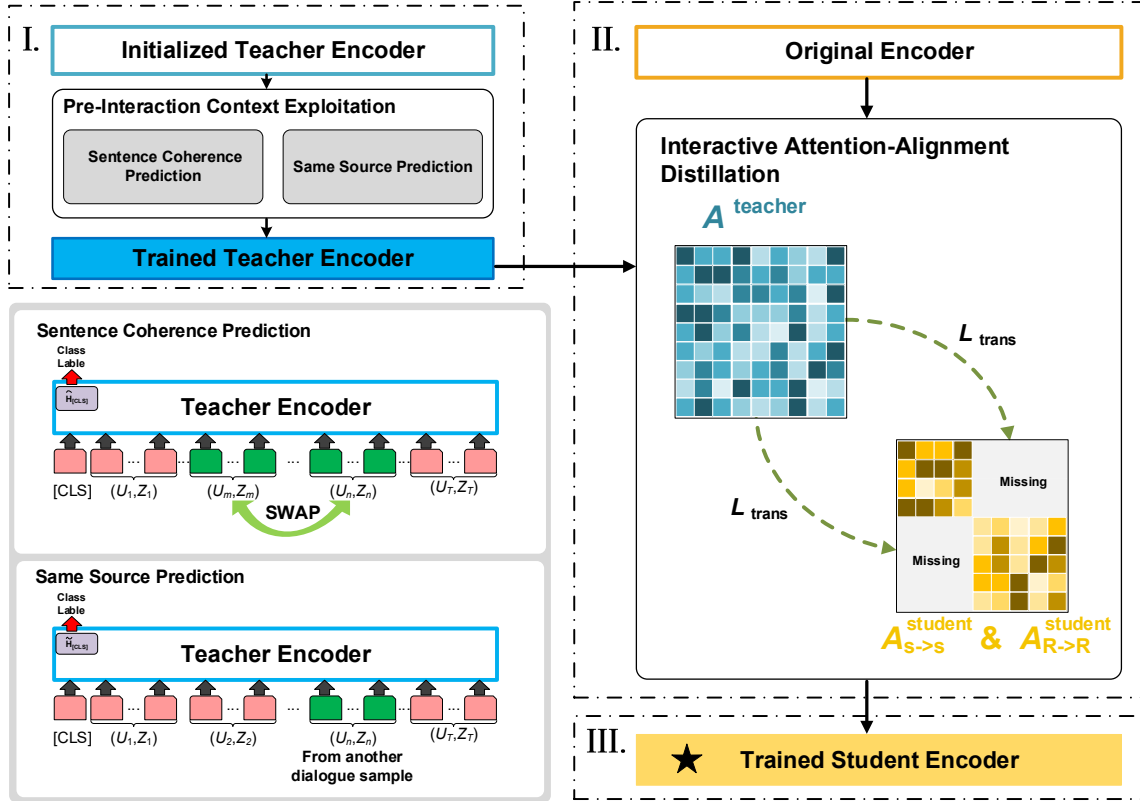 I.
Initialized Teacher Encoder
Pre-Interaction Context Exploitation
Sentence Coherence
Prediction
Same Source Prediction
Trained Teacher Encoder
Sentence Coherence Prediction
Class
Lable
Ĥ[CLS]
Teacher Encoder
... ... ... ... ... ... ...
[CLS] (U1,Z1) (Um,Zm) (Un,Zn) (UT,ZT)
SWAP
Same Source Prediction
Class
Lable
H̃[CLS]
Teacher Encoder
... ... ... ... ...
[CLS] (U1,Z1) (U2,Z2) (Un,Zn) (UT,ZT)
From another
dialogue sample
II.
Original Encoder
Interactive Attention-Alignment
Distillation
A teacher
L trans
L trans
Missing
Missing
A student s->s & A student R->R
III.
Trained Student Encoder